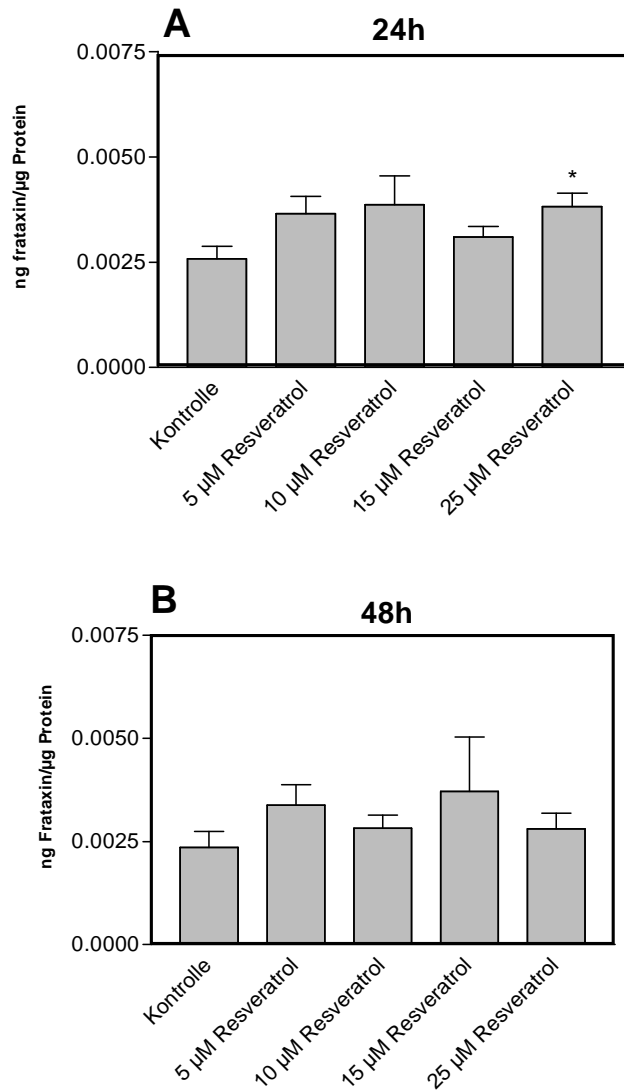 A
24h
ng frataxin/µg Protein
0.0075
0.0050
0.0025
0.0000
*
Kontrolle
5 µM Resveratrol
10 µM Resveratrol
15 µM Resveratrol
25 µM Resveratrol
B
48h
ng Frataxin/µg Protein
0.0075
0.0050
0.0025
0.0000
Kontrolle
5 µM Resveratrol
10 µM Resveratrol
15 µM Resveratrol
25 µM Resveratrol